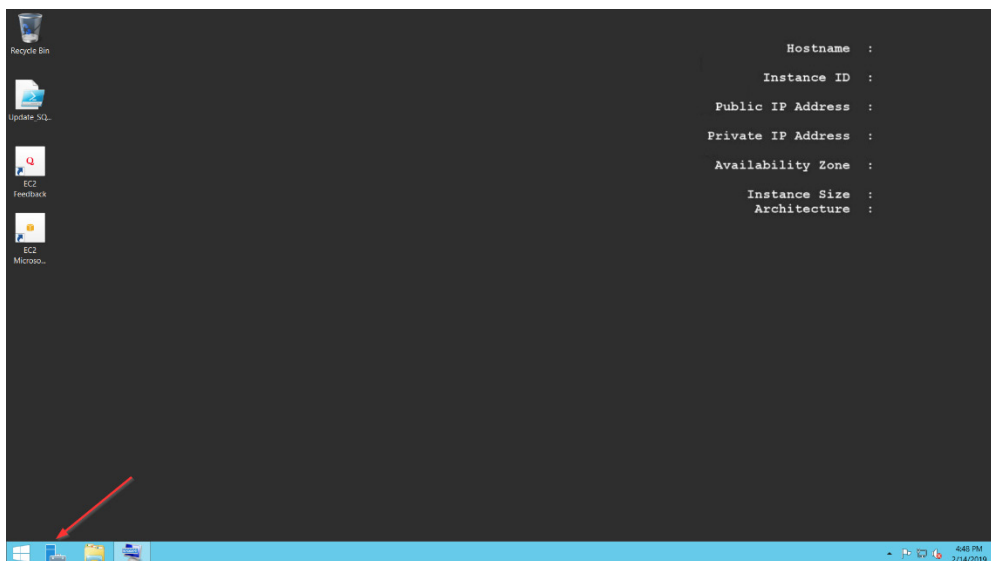 Recycle Bin
Update_SQ...
EC2
Feedback
EC2
Microso...
Hostname :
Instance ID :
Public IP Address :
Private IP Address :
Availability Zone :
Instance Size :
Architecture :
4:48 PM
2/14/2019